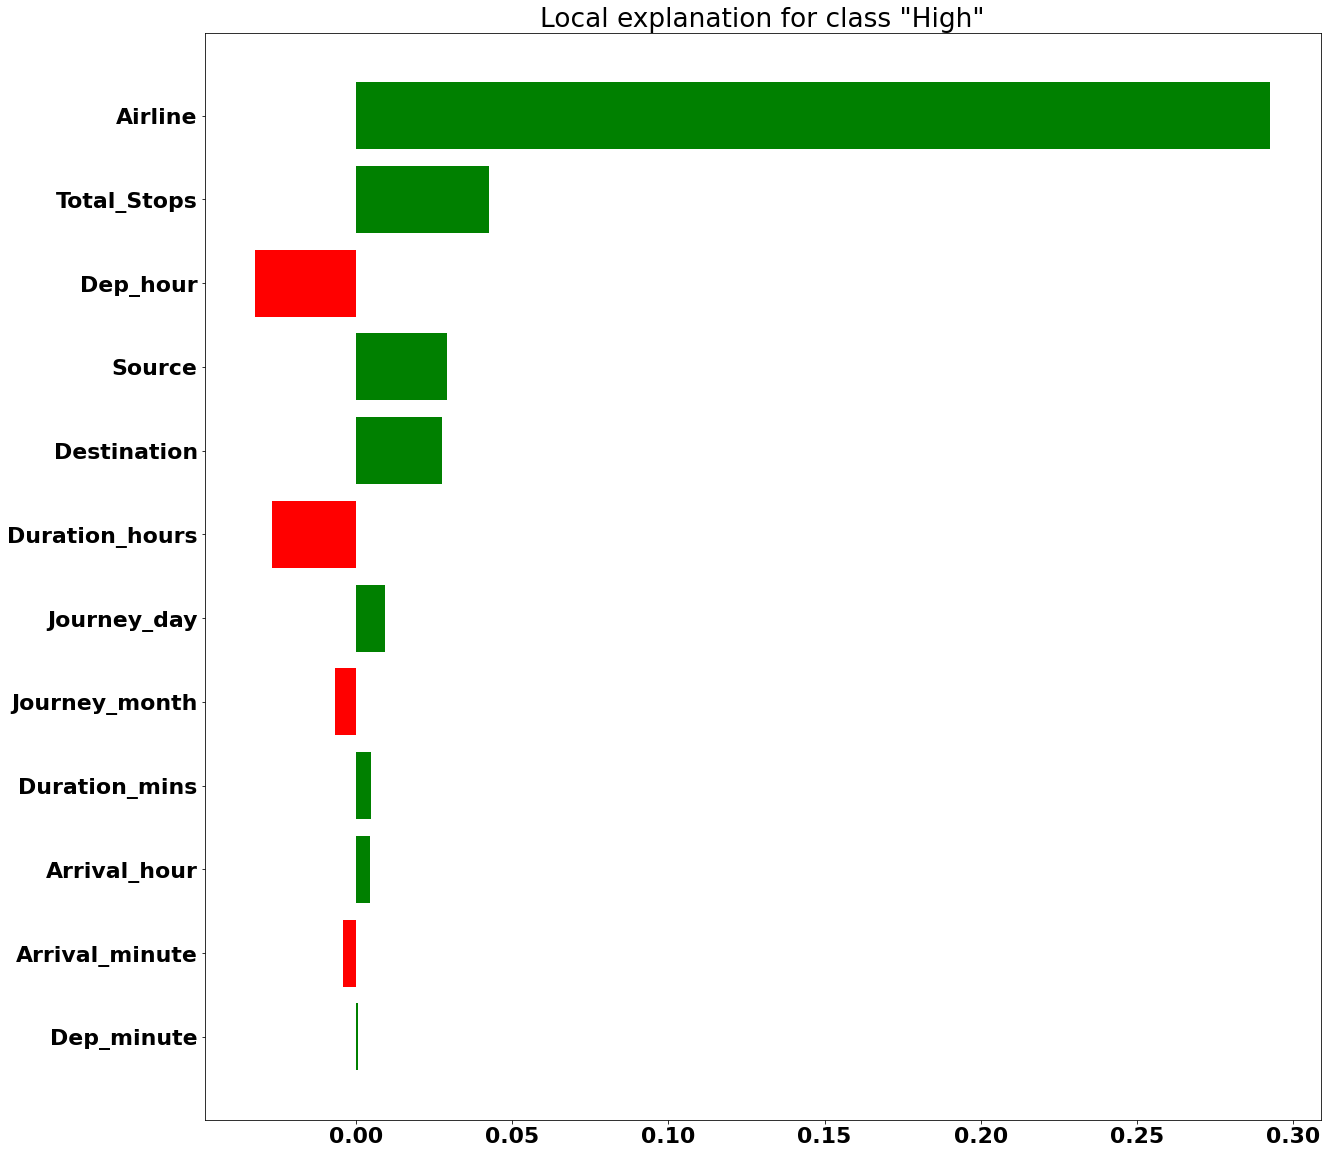 Local explanation for class "High"
Airline
Total_Stops
Dep_hour
Source
Destination
Duration_hours
Journey_day
Journey_month
Duration_mins
Arrival_hour
Arrival_minute
Dep_minute
0.00 0.05 0.10 0.15 0.20 0.25 0.30